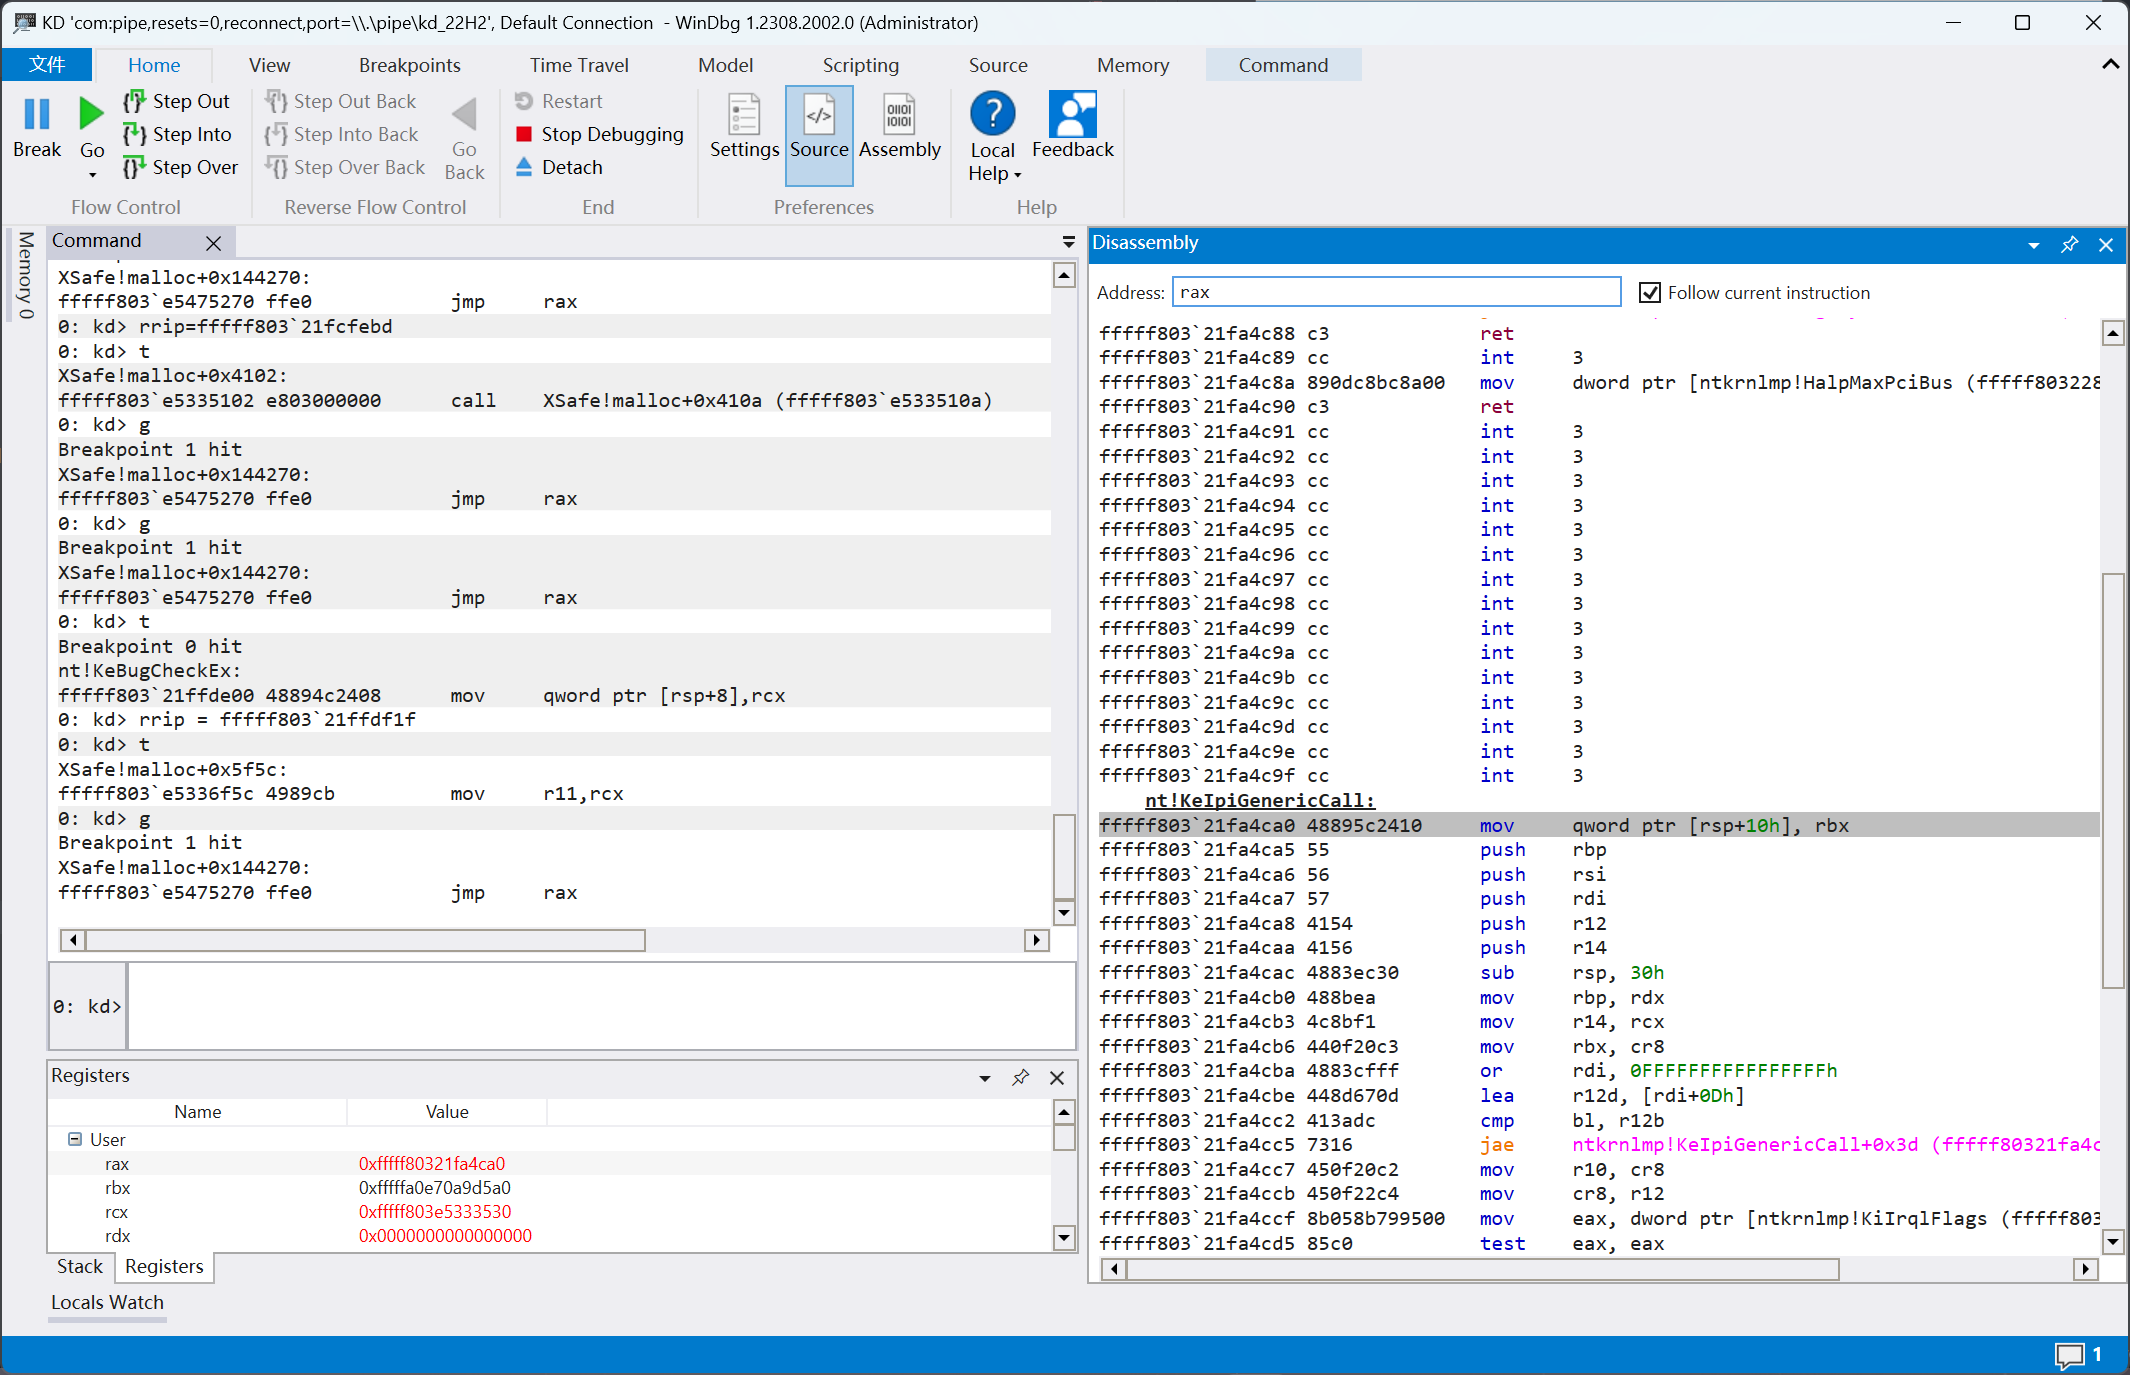 KD 'com:pipe,resets=0,reconnect,port=\\.\pipe\kd_22H2', Default Connection - WinDbg 1.2308.2002.0 (Administrator)
文件 Home View Breakpoints Time Travel Model Scripting Source Memory Command
Break
Go
Step Out
Step Into
Step Over
Flow Control
Step Out Back
Step Into Back
Step Over Back
Go
Back
Reverse Flow Control
Restart
Stop Debugging
Detach
End
Settings Source Assembly
Preferences
Local
Help
Feedback
Help
Memory 0
Command
XSafe!malloc+0x144270:
fffff803`e5475270 ffe0 jmp rax
0: kd> rrip=fffff803`21fcfebd
0: kd> t
XSafe!malloc+0x4102:
fffff803`e5335102 e803000000 call XSafe!malloc+0x410a (fffff803`e533510a)
0: kd> g
Breakpoint 1 hit
XSafe!malloc+0x144270:
fffff803`e5475270 ffe0 jmp rax
0: kd> g
Breakpoint 1 hit
XSafe!malloc+0x144270:
fffff803`e5475270 ffe0 jmp rax
0: kd> t
Breakpoint 0 hit
nt!KeBugCheckEx:
fffff803`21ffde00 48894c2408 mov qword ptr [rsp+8],rcx
0: kd> rrip = fffff803`21ffdf1f
0: kd> t
XSafe!malloc+0x5f5c:
fffff803`e5336f5c 4989cb mov r11,rcx
0: kd> g
Breakpoint 1 hit
XSafe!malloc+0x144270:
fffff803`e5475270 ffe0 jmp rax
0: kd>
Registers
Name Value
User
rax 0xfffff80321fa4ca0
rbx 0xfffffa0e70a9d5a0
rcx 0xfffff803e5333530
rdx 0x0000000000000000
Stack Registers
Locals Watch
Disassembly
Address: rax Follow current instruction
fffff803`21fa4c88 c3 ret
fffff803`21fa4c89 cc int 3
fffff803`21fa4c8a 890dc8bc8a00 mov dword ptr [ntkrnlmp!HalpMaxPciBus (fffff803228
fffff803`21fa4c90 c3 ret
fffff803`21fa4c91 cc int 3
fffff803`21fa4c92 cc int 3
fffff803`21fa4c93 cc int 3
fffff803`21fa4c94 cc int 3
fffff803`21fa4c95 cc int 3
fffff803`21fa4c96 cc int 3
fffff803`21fa4c97 cc int 3
fffff803`21fa4c98 cc int 3
fffff803`21fa4c99 cc int 3
fffff803`21fa4c9a cc int 3
fffff803`21fa4c9b cc int 3
fffff803`21fa4c9c cc int 3
fffff803`21fa4c9d cc int 3
fffff803`21fa4c9e cc int 3
fffff803`21fa4c9f cc int 3
nt!KeIpiGenericCall:
fffff803`21fa4ca0 48895c2410 mov qword ptr [rsp+10h], rbx
fffff803`21fa4ca5 55 push rbp
fffff803`21fa4ca6 56 push rsi
fffff803`21fa4ca7 57 push rdi
fffff803`21fa4ca8 4154 push r12
fffff803`21fa4caa 4156 push r14
fffff803`21fa4cac 4883ec30 sub rsp, 30h
fffff803`21fa4cb0 488bea mov rbp, rdx
fffff803`21fa4cb3 4c8bf1 mov r14, rcx
fffff803`21fa4cb6 440f20c3 mov rbx, cr8
fffff803`21fa4cba 4883cfff or rdi, 0FFFFFFFFFFFFFFFFh
fffff803`21fa4cbe 448d670d lea r12d, [rdi+0Dh]
fffff803`21fa4cc2 413adc cmp bl, r12b
fffff803`21fa4cc5 7316 jae ntkrnlmp!KeIpiGenericCall+0x3d (fffff80321fa4c
fffff803`21fa4cc7 450f20c2 mov r10, cr8
fffff803`21fa4ccb 450f22c4 mov cr8, r12
fffff803`21fa4ccf 8b058b799500 mov eax, dword ptr [ntkrnlmp!KiIrqlFlags (fffff803
fffff803`21fa4cd5 85c0 test eax, eax
1